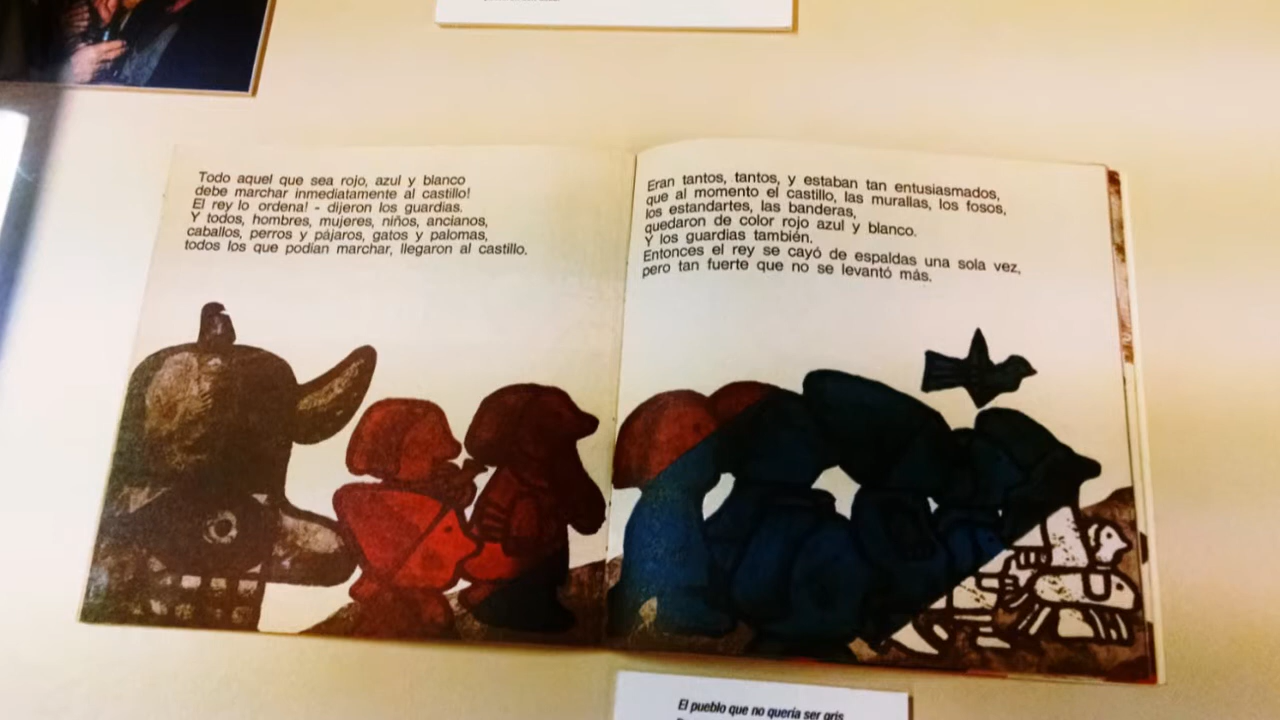 Todo aquel que sea rojo, azul y blanco
debe marchar inmediatamente al castillo!
El rey lo ordena! - dijeron los guardias.
Y todos, hombres, mujeres, niños, ancianos,
caballos, perros y pájaros, gatos y palomas,
todos los que podían marchar, llegaron al castillo.
Eran tantos, tantos, y estaban tan entusiasmados,
que al momento el castillo, las murallas, los fosos,
los estandartes, las banderas,
quedaron de color rojo azul y blanco.
Y los guardias también.
Entonces el rey se cayó de espaldas una sola vez,
pero tan fuerte que no se levantó más.
El pueblo que no quería ser gris